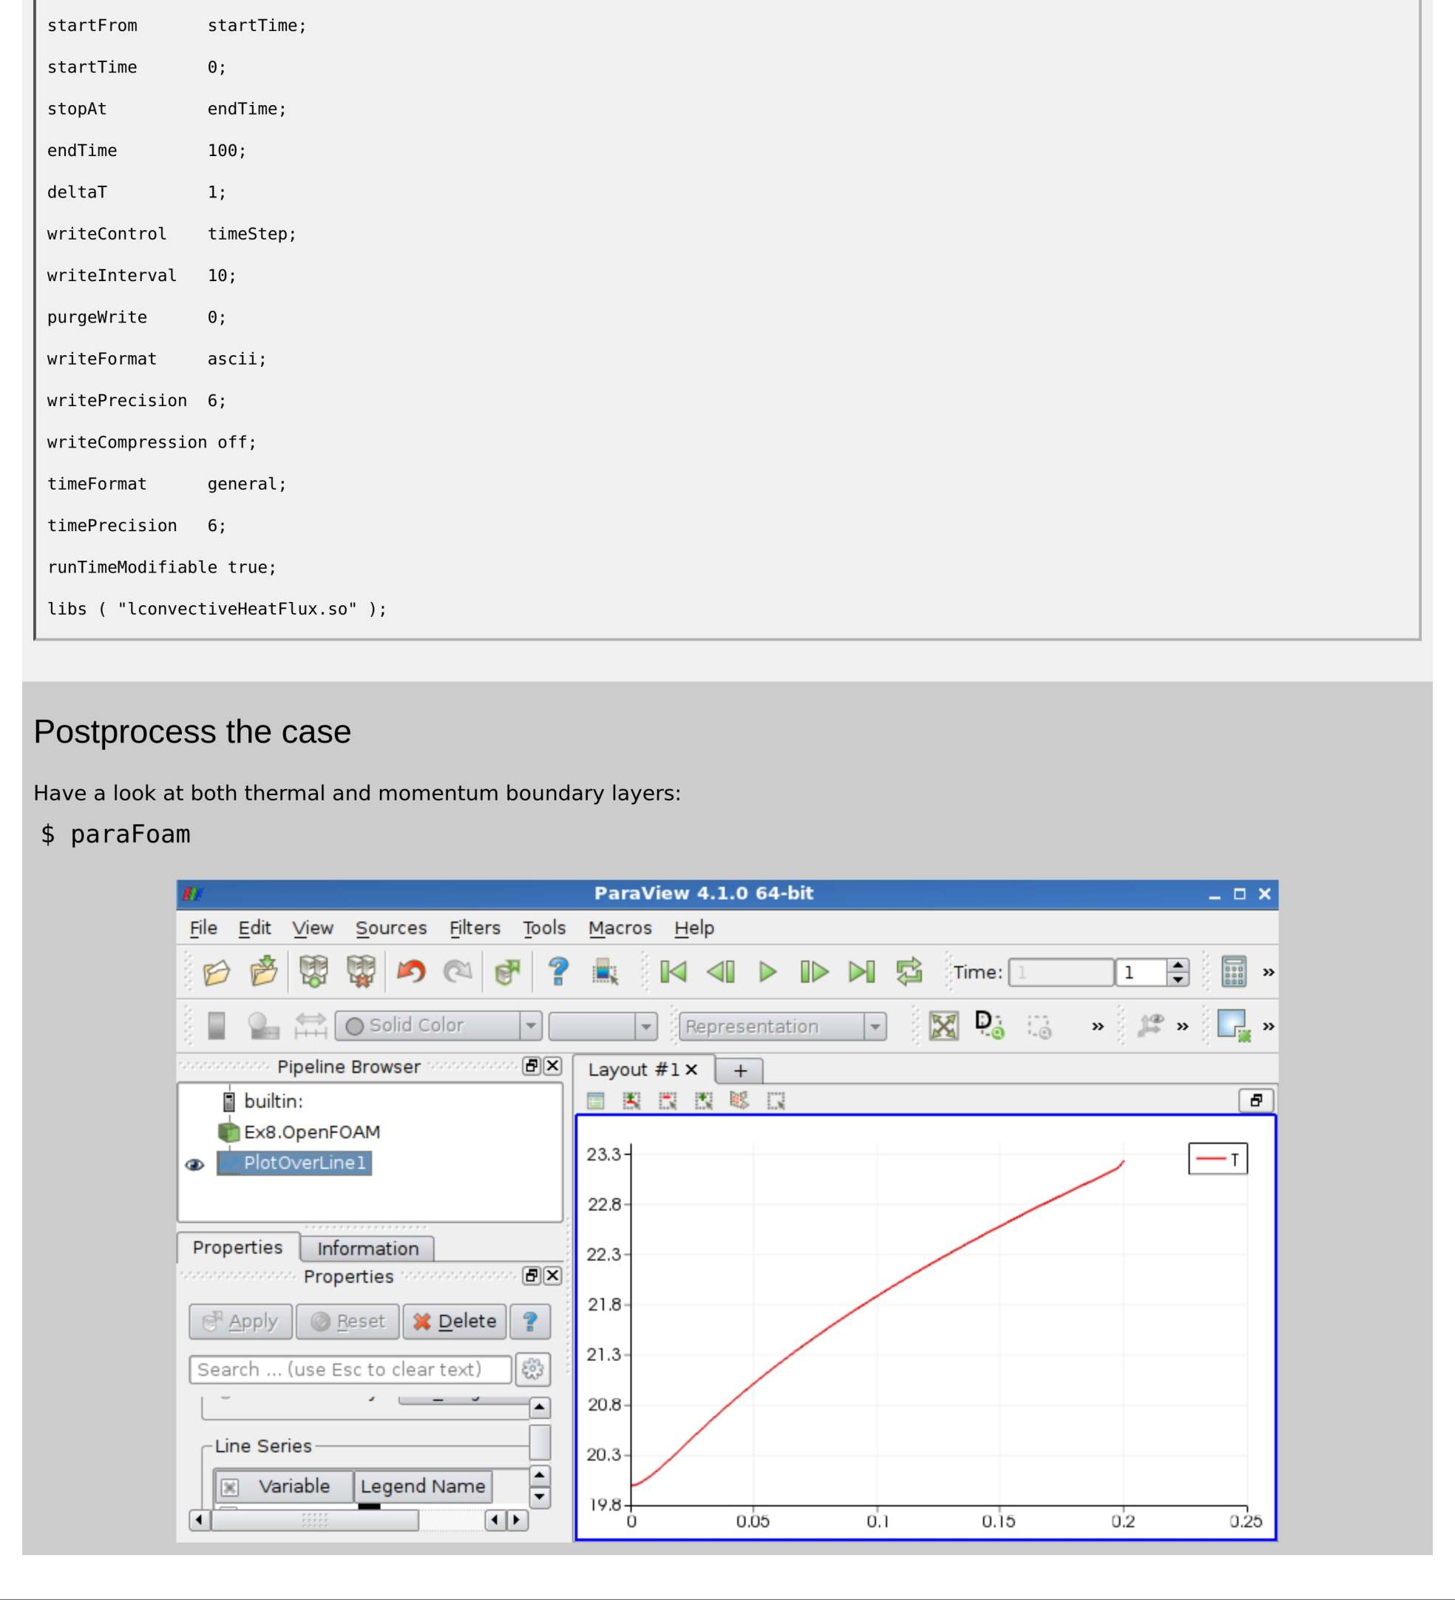 startFrom       startTime;
startTime       0;
stopAt          endTime;
endTime         100;
deltaT          1;
writeControl    timeStep;
writeInterval   10;
purgeWrite      0;
writeFormat     ascii;
writePrecision  6;
writeCompression off;
timeFormat      general;
timePrecision   6;
runTimeModifiable true;
libs ( "lconvectiveHeatFlux.so" );
Postprocess the case
Have a look at both thermal and momentum boundary layers:
$ paraFoam
ParaView 4.1.0 64-bit
File Edit View Sources Filters Tools Macros Help
Time: 1 1
Solid Color Representation
Pipeline Browser
builtin:
Ex8.OpenFOAM
PlotOverLine1
Properties Information
Properties
Apply Reset Delete ?
Search ... (use Esc to clear text)
Line Series
Variable Legend Name
Layout #1 +
T
23.3
22.8
22.3
21.8
21.3
20.8
20.3
19.8
0 0.05 0.1 0.15 0.2 0.25